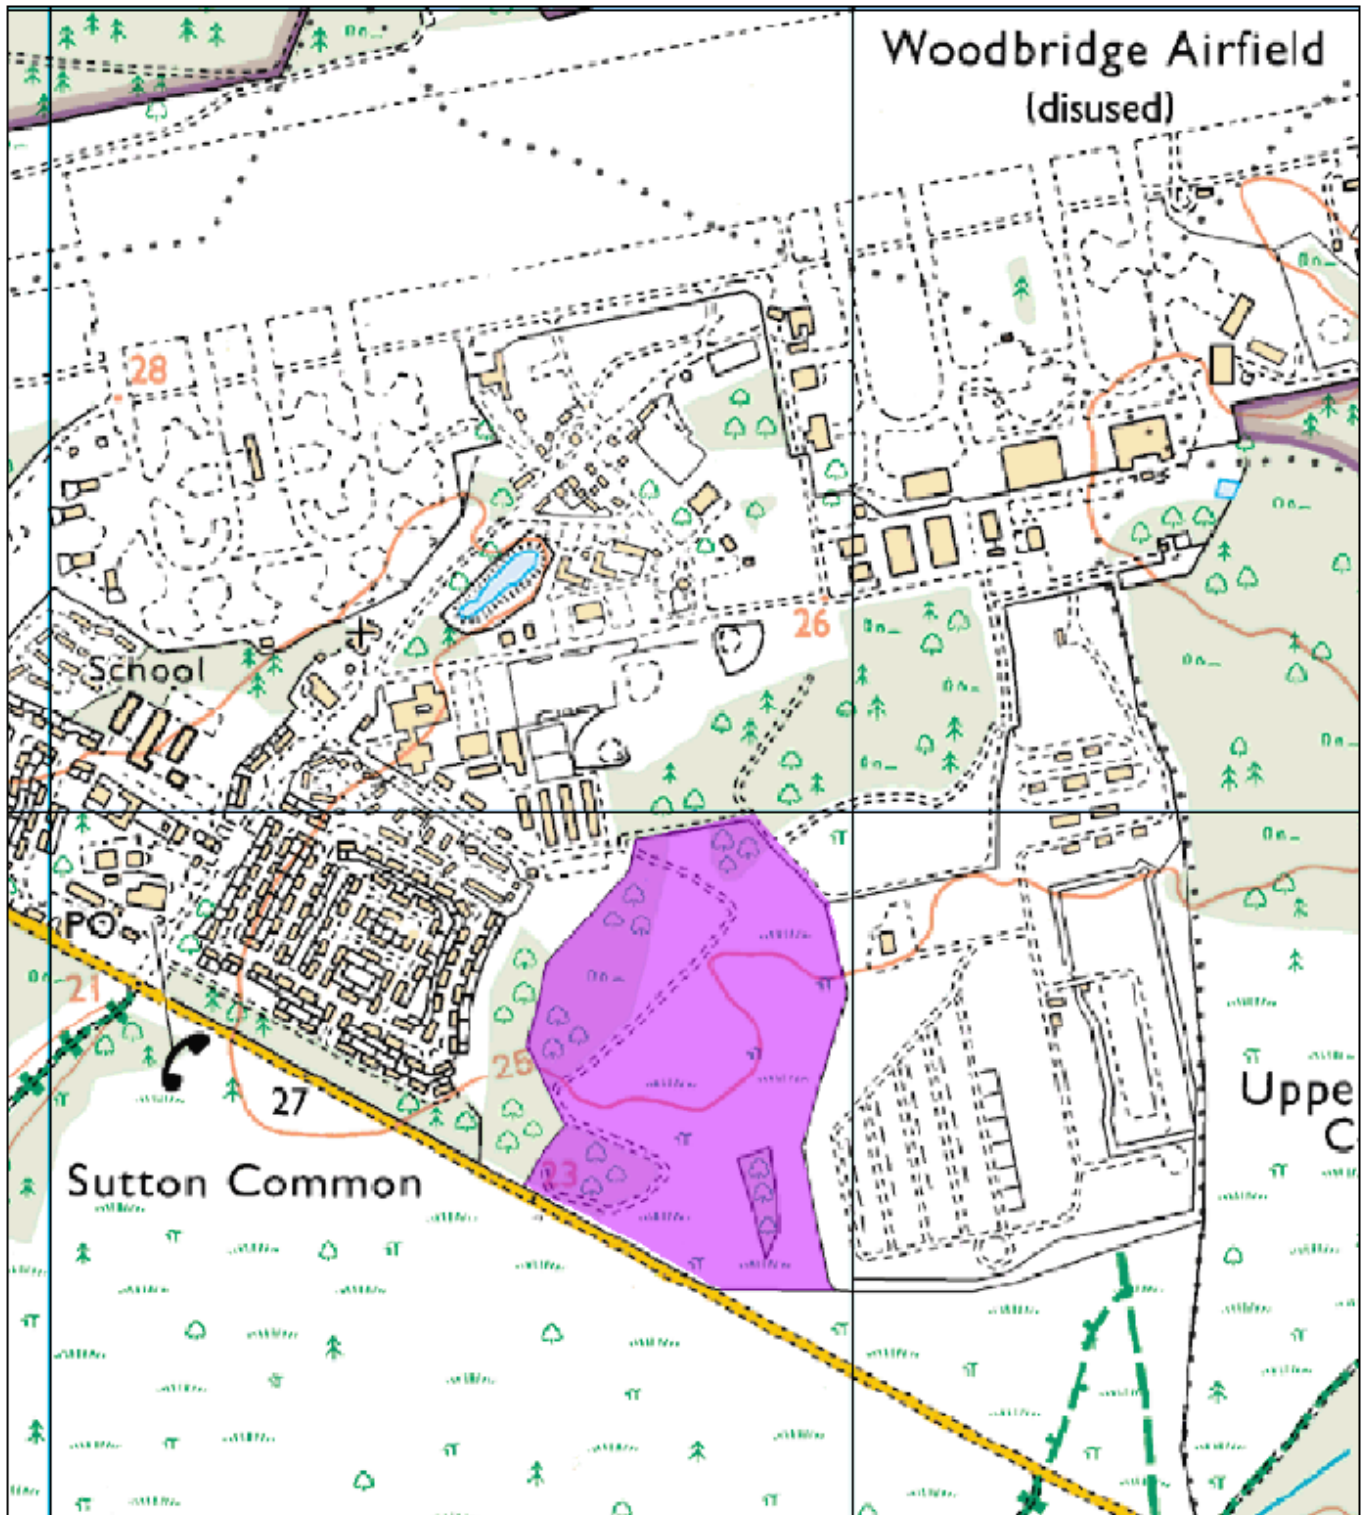 Woodbridge Airfield
(disused)
28
26
School
PO
21
25
27
Uppe
C
23
Sutton Common